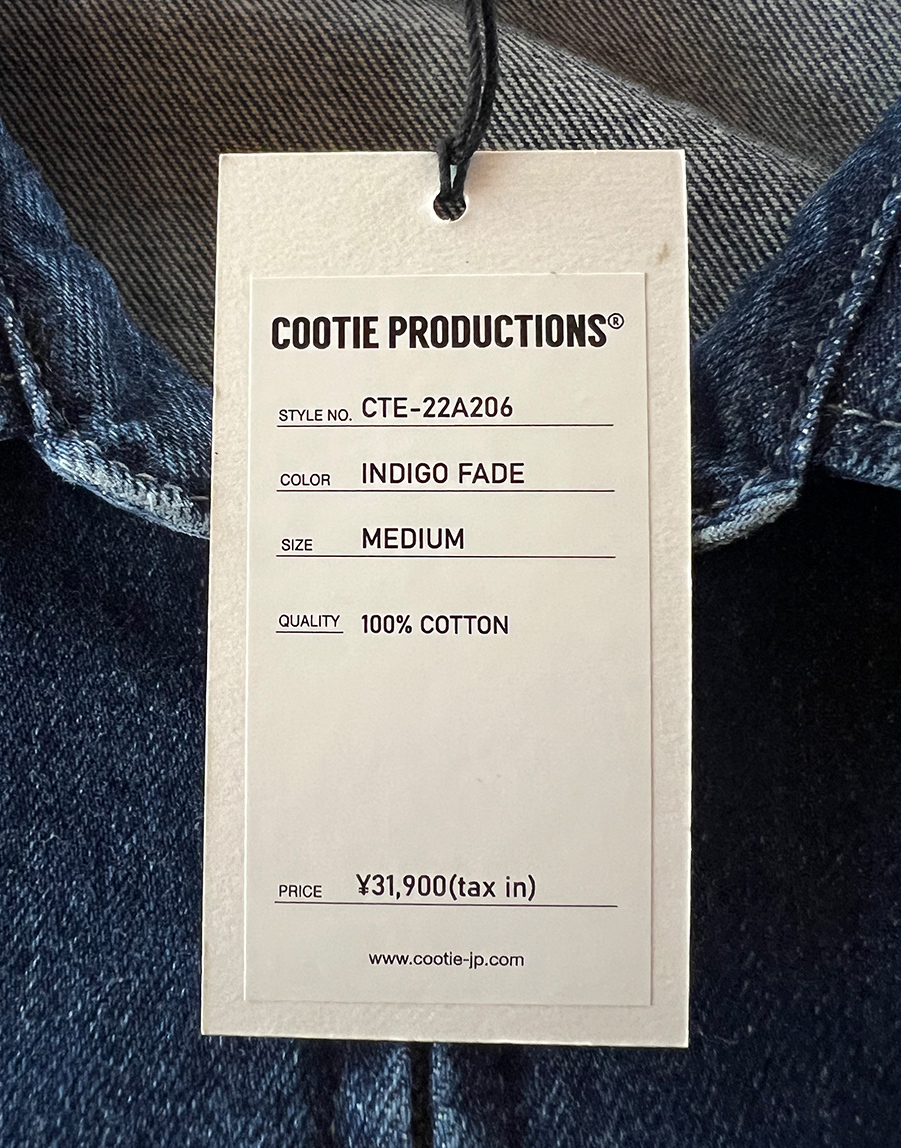 COOTIE PRODUCTIONS®
STYLE NO. CTE-22A206
COLOR INDIGO FADE
SIZE MEDIUM
QUALITY 100% COTTON
PRICE ¥31,900(tax in)
www.cootie-jp.com